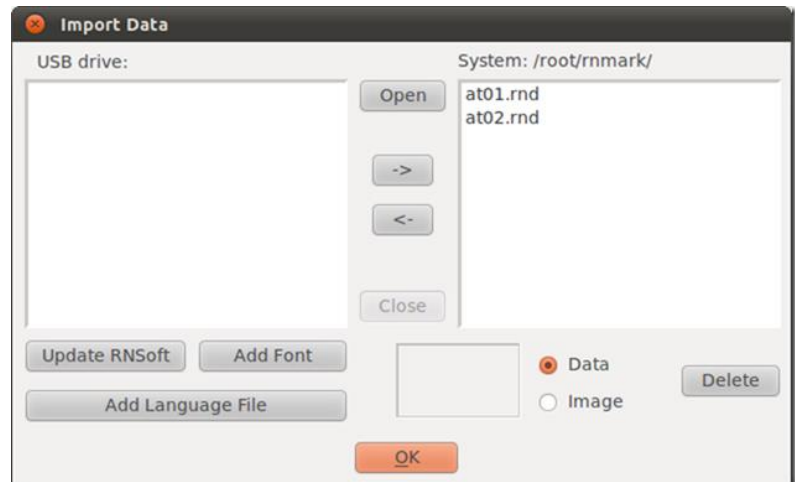 Import Data
USB drive:
System: /root/rnmark/
Open
at01.rnd
at02.rnd
->
<-
Close
Update RNSoft
Add Font
Add Language File
Data
Image
Delete
OK